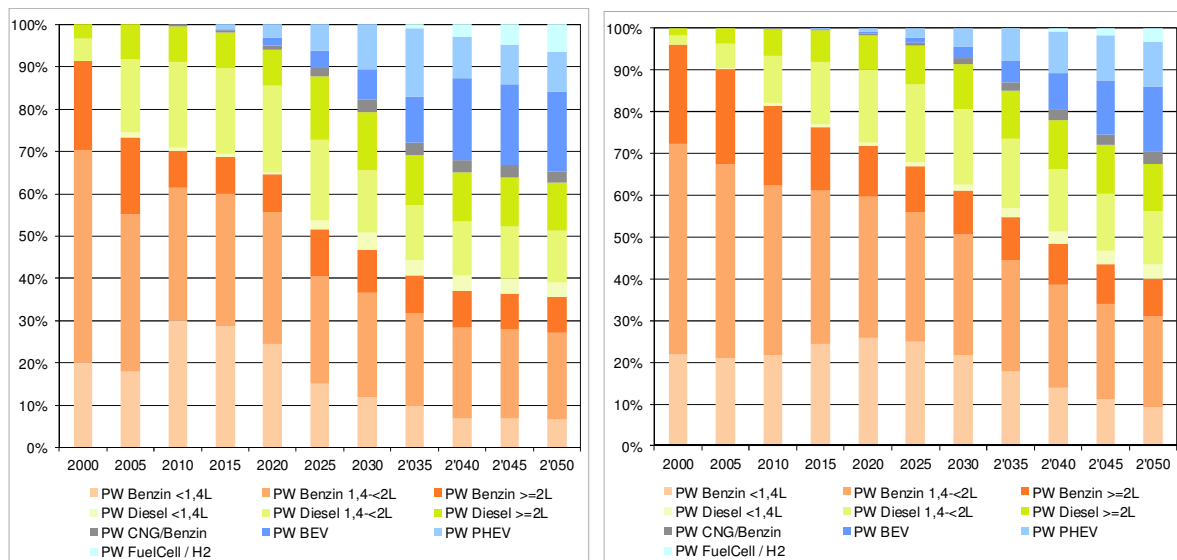 100%
90%
80%
70%
60%
50%
40%
30%
20%
10%
0%
2000 2005 2010 2015 2020 2025 2030 2'035 2'040 2'045 2'050
PW Benzin <1,4L PW Benzin 1,4-<2L PW Benzin >=2L
PW Diesel <1,4L PW Diesel 1,4-<2L PW Diesel >=2L
PW CNG/Benzin PW BEV PW PHEV
PW FuelCell / H2
100%
90%
80%
70%
60%
50%
40%
30%
20%
10%
0%
2000 2005 2010 2015 2020 2025 2030 2'035 2'040 2'045 2'050
PW Benzin <1,4L PW Benzin 1,4-<2L PW Benzin >=2L
PW Diesel <1,4L PW Diesel 1,4-<2L PW Diesel >=2L
PW CNG/Benzin PW BEV PW PHEV
PW FuelCell / H2